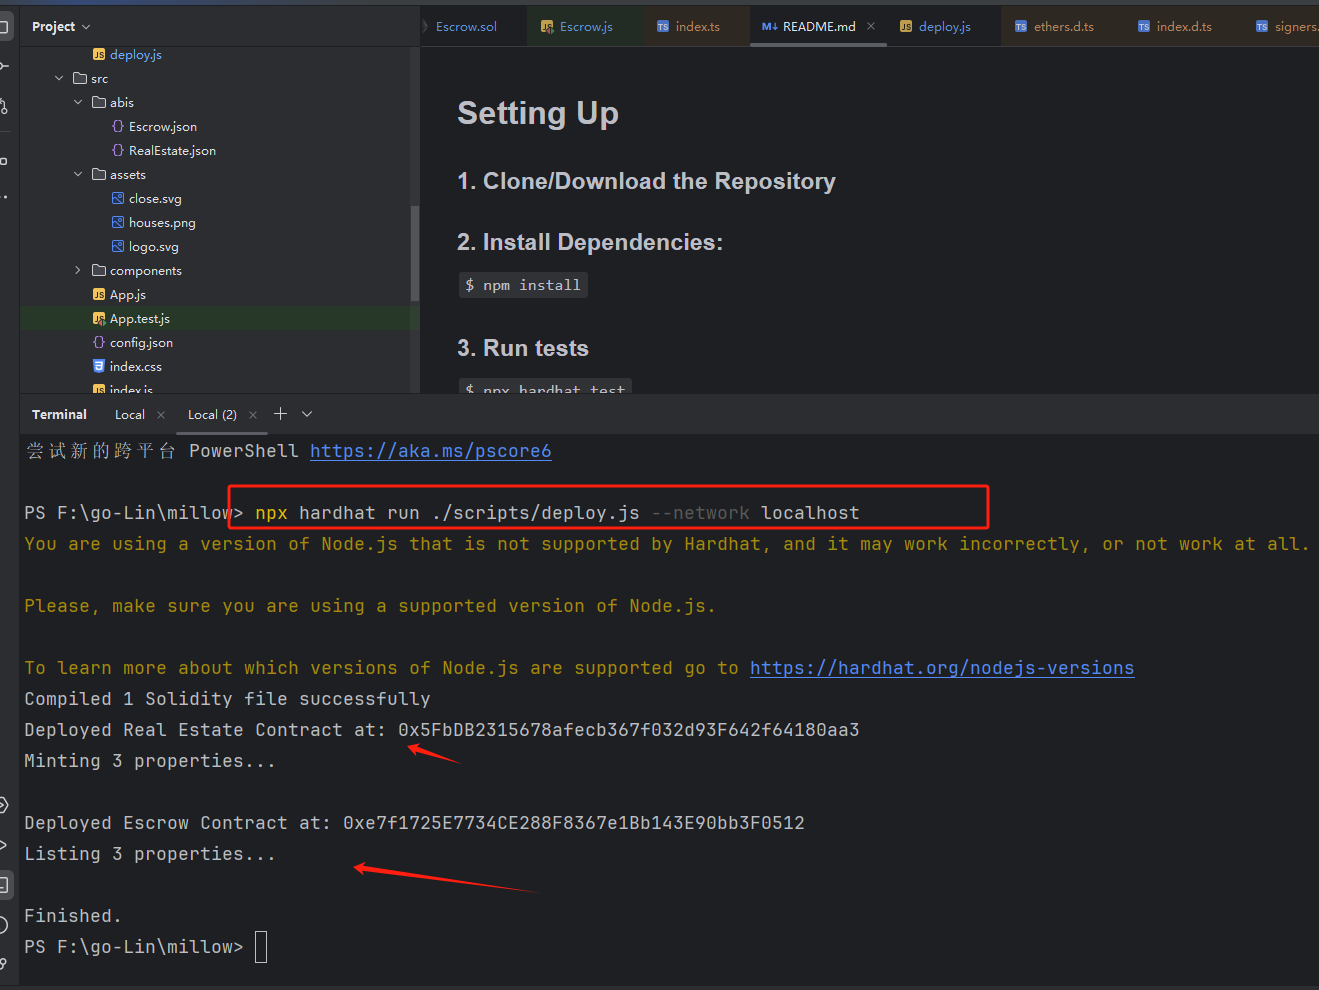 Project
Escrow.sol
Escrow.js
index.ts
README.md
deploy.js
ethers.d.ts
index.d.ts
signers.
deploy.js
src
abis
Escrow.json
RealEstate.json
assets
close.svg
houses.png
logo.svg
components
App.js
App.test.js
config.json
index.css
index.js
Setting Up
1. Clone/Download the Repository
2. Install Dependencies:
$ npm install
3. Run tests
$ npx hardhat test
Terminal
Local
Local (2)
尝试新的跨平台 PowerShell https://aka.ms/pscore6
PS F:\go-Lin\millow> npx hardhat run ./scripts/deploy.js --network localhost
You are using a version of Node.js that is not supported by Hardhat, and it may work incorrectly, or not work at all.
Please, make sure you are using a supported version of Node.js.
To learn more about which versions of Node.js are supported go to https://hardhat.org/nodejs-versions
Compiled 1 Solidity file successfully
Deployed Real Estate Contract at: 0x5FbDB2315678afecb367f032d93F642f64180aa3
Minting 3 properties...
Deployed Escrow Contract at: 0xe7f1725E7734CE288F8367e1Bb143E90bb3F0512
Listing 3 properties...
Finished.
PS F:\go-Lin\millow>